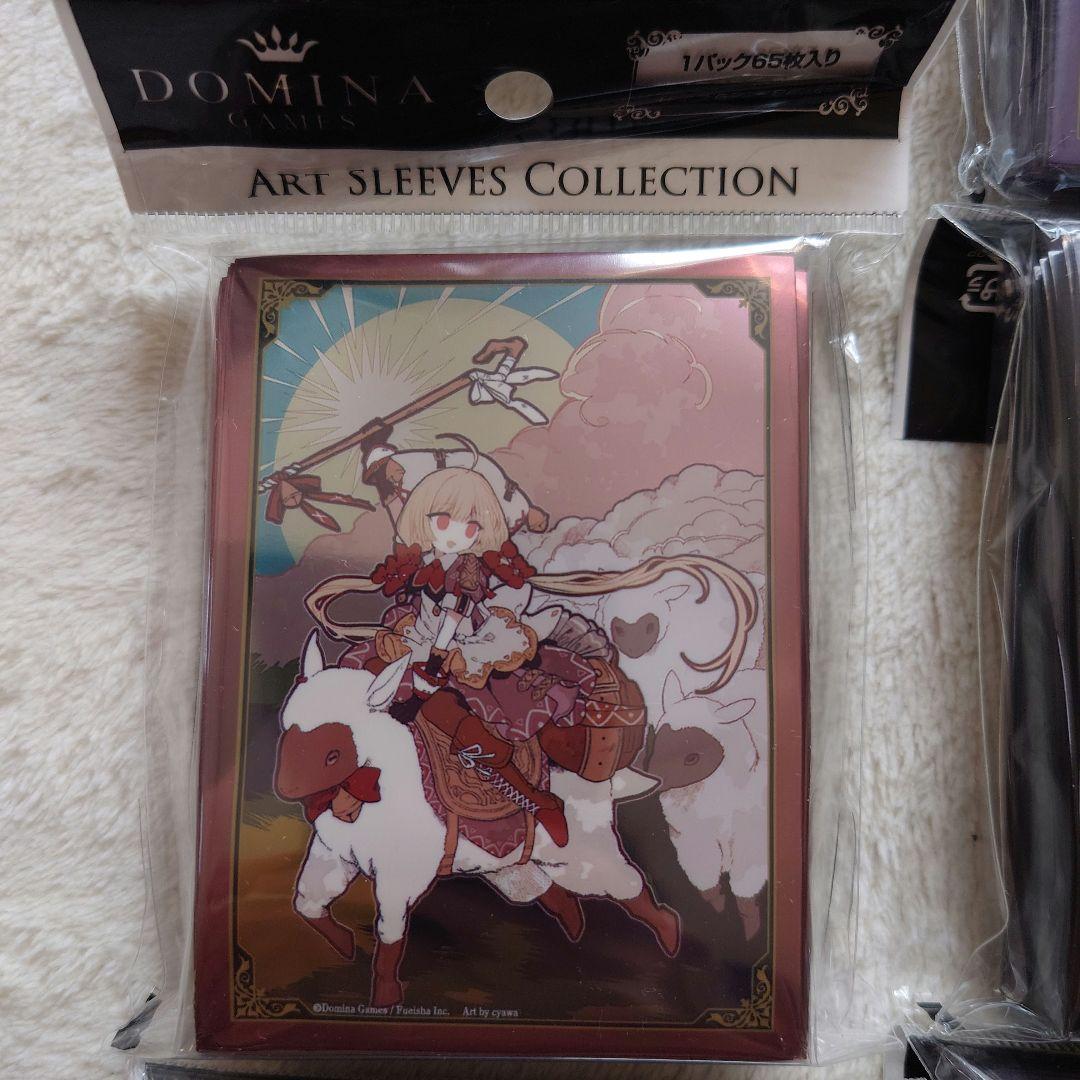 DOMINA
GAMES
1パック65枚入り
ART SLEEVES COLLECTION
©Domina Games / Fueisha Inc. Art by cyawa